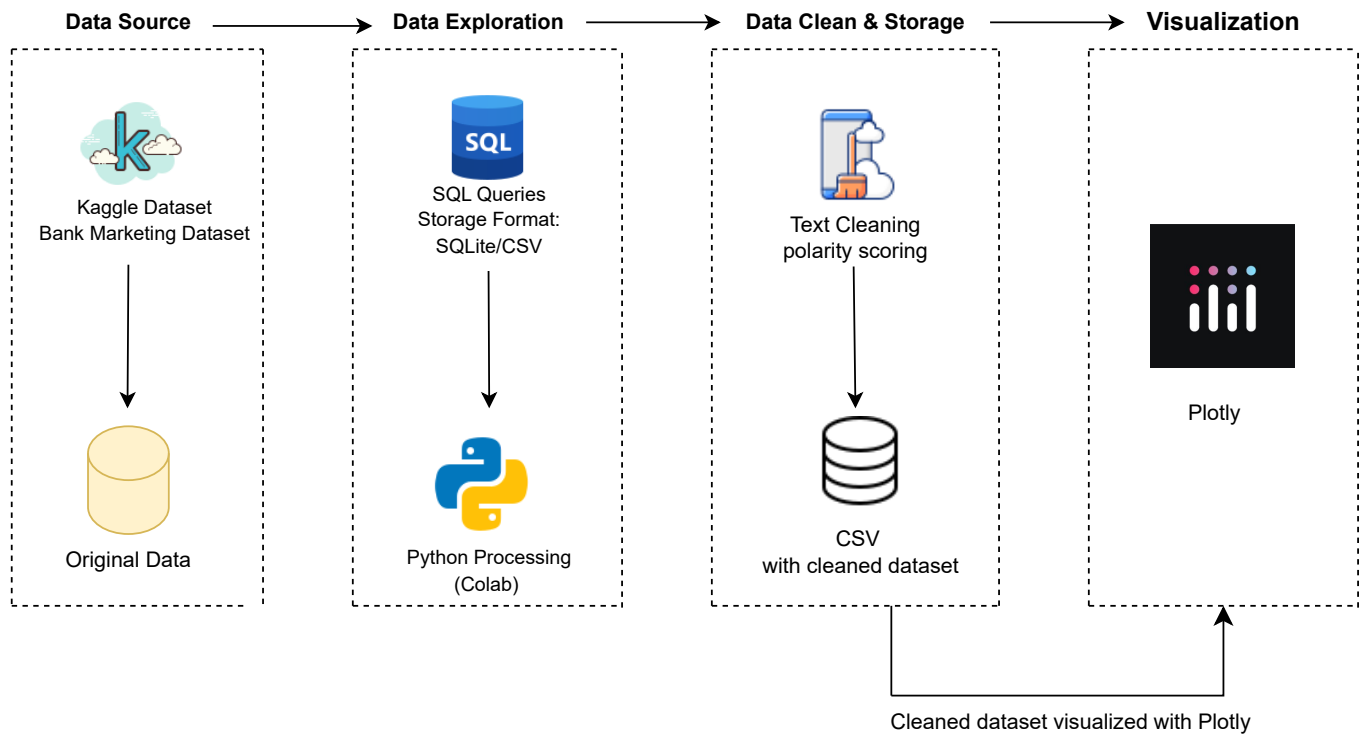 Data Source
Data Exploration
Data Clean & Storage
Visualization
k
Kaggle Dataset
Bank Marketing Dataset
Original Data
SQL
SQL Queries
Storage Format:
SQLite/CSV
Python Processing
(Colab)
Text Cleaning
polarity scoring
CSV
with cleaned dataset
Plotly
Cleaned dataset visualized with Plotly